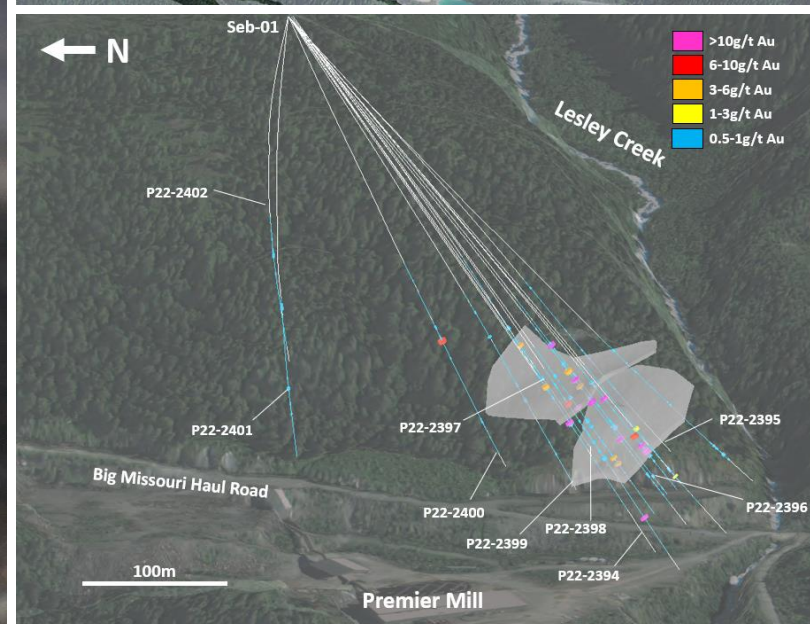 Seb-01
N
>10g/t Au
6-10g/t Au
3-6g/t Au
1-3g/t Au
0.5-1g/t Au
Lesley Creek
P22-2402
P22-2401
P22-2397
P22-2395
P22-2400
P22-2396
P22-2399
P22-2398
P22-2394
Big Missouri Haul Road
100m
Premier Mill